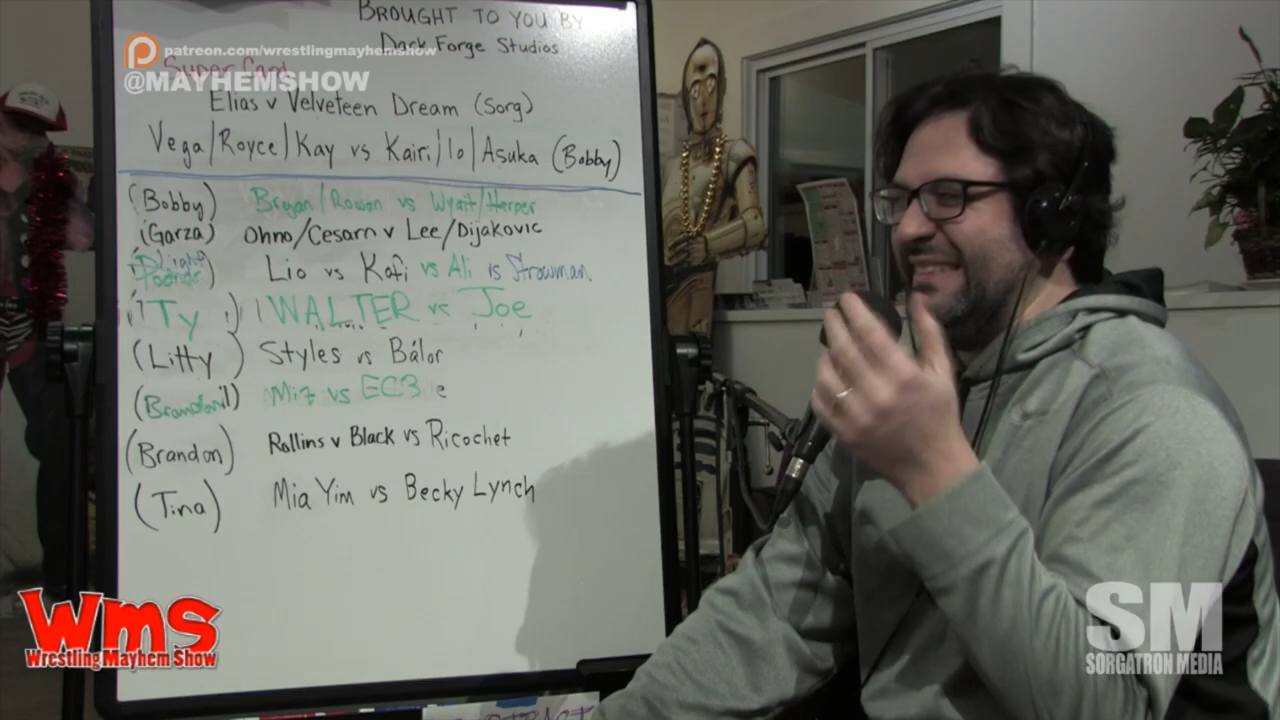 BROUGHT TO YOU BY
Dark Forge Studios
patreon.com/wrestlingmayhemshow
Super Card
@MAYHEMSHOW
Elias v Velveteen Dream (Sorg)
Vega/Royce/Kay vs Kairi/Io/Asuka (Bobby)
(Bobby) Bryan/Rowan vs Wyatt/Harper
(Garza) Ohno/Cesaro v Lee/Dijakovic
Lio vs Kofi vs Ali vs Strowman
(Ty) WALTER vs Joe
(Litty) Styles vs Bálor
Miz vs EC3
(Brandon) Rollins v Black vs Ricochet
(Tina) Mia Yim vs Becky Lynch
WMS
Wrestling Mayhem Show
SM
SORGATRON MEDIA